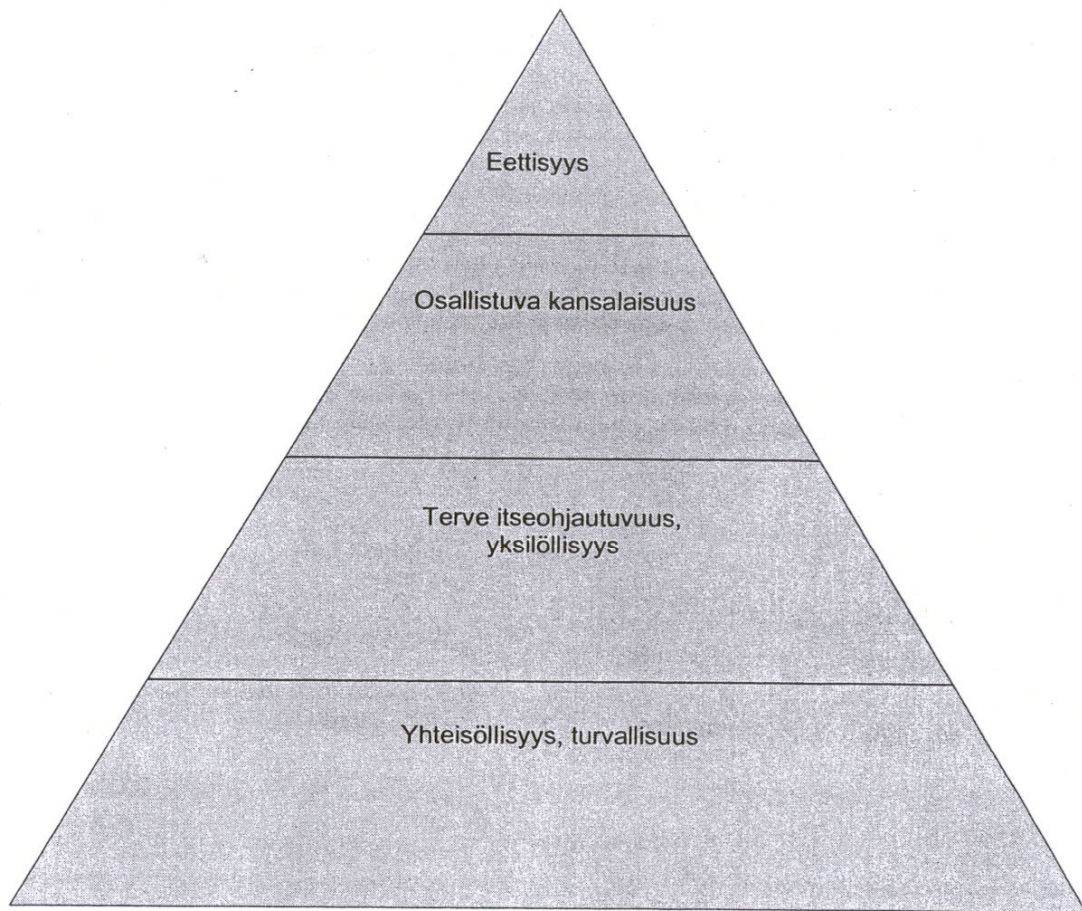 Eettisyys
Osallistuva kansalaisuus
Terve itseohjautuvuus,
yksilöllisyys
Yhteisöllisyys, turvallisuus